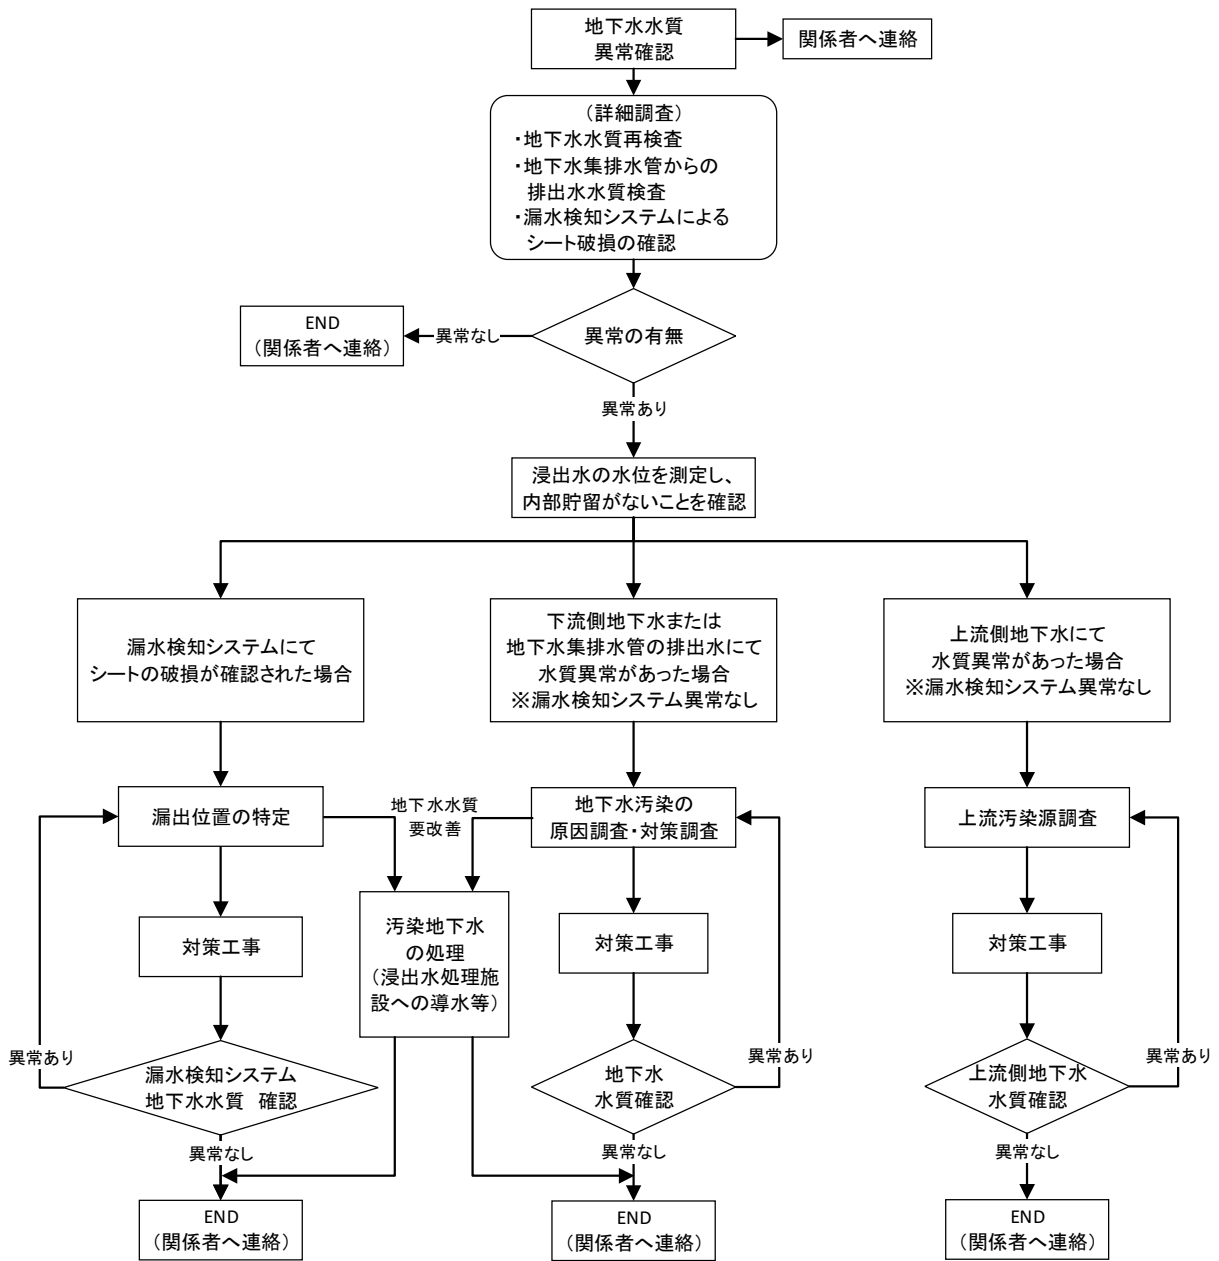 地下水水質
異常確認
関係者へ連絡
(詳細調査)
・地下水水質再検査
・地下水集排水管からの
排出水水質検査
・漏水検知システムによる
シート破損の確認
異常の有無
異常なし
END
(関係者へ連絡)
異常あり
浸出水の水位を測定し、
内部貯留がないことを確認
漏水検知システムにて
シートの破損が確認された場合
下流側地下水または
地下水集排水管の排出水にて
水質異常があった場合
※漏水検知システム異常なし
上流側地下水にて
水質異常があった場合
※漏水検知システム異常なし
漏出位置の特定
地下水水質
要改善
地下水汚染の
原因調査・対策調査
上流汚染源調査
対策工事
汚染地下水
の処理
(浸出水処理施
設への導水等)
対策工事
対策工事
異常あり
漏水検知システム
地下水水質 確認
地下水
水質確認
異常あり
上流側地下水
水質確認
異常あり
異常なし
異常なし
異常なし
END
(関係者へ連絡)
END
(関係者へ連絡)
END
(関係者へ連絡)